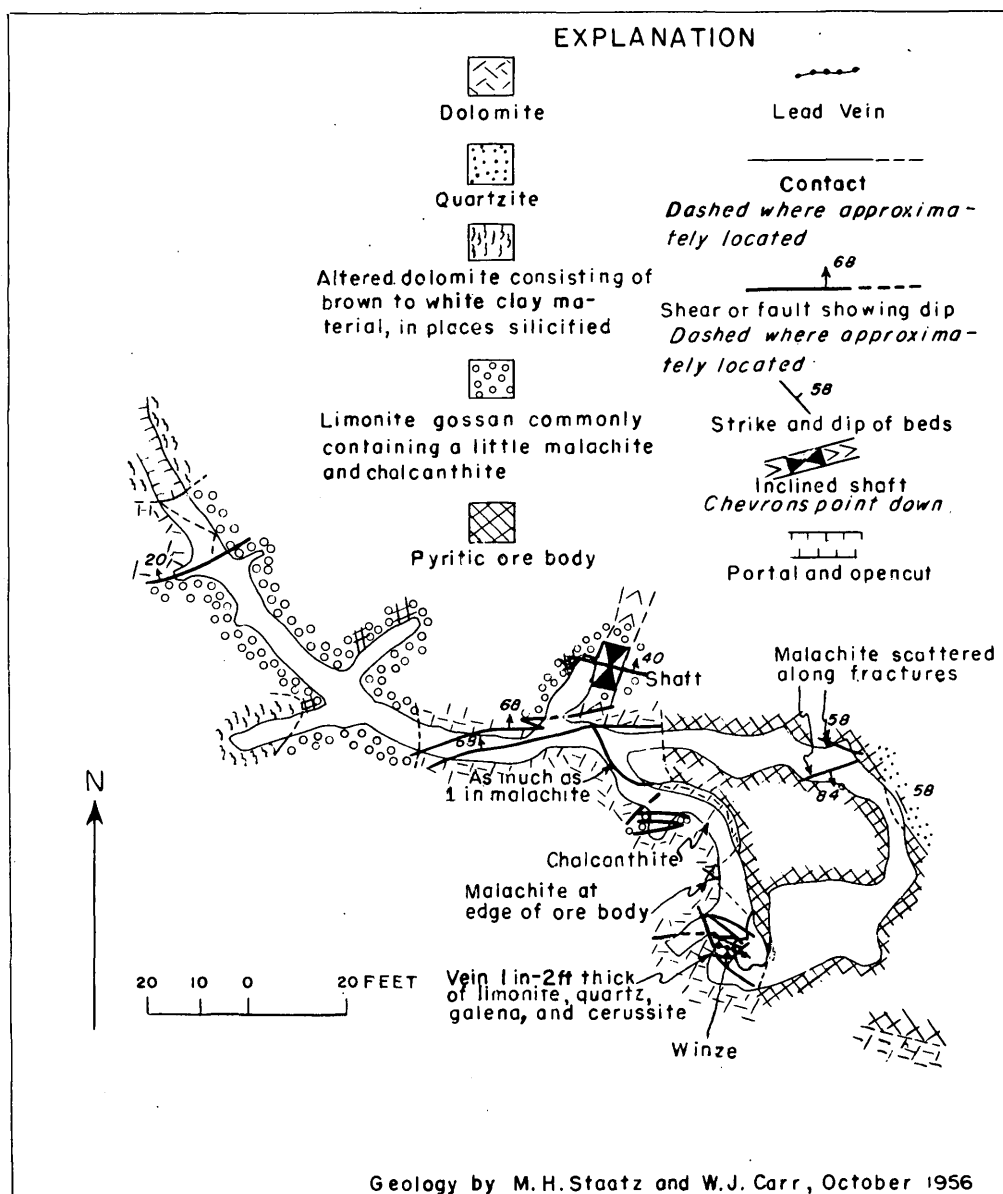 EXPLANATION
Dolomite
Quartzite
Altered dolomite consisting of
brown to white clay ma-
terial, in places silicified
Limonite gossan commonly
containing a little malachite
and chalcanthite
Pyritic ore body
Lead Vein
Contact
Dashed where approxima-
tely located
68
Shear or fault showing dip
Dashed where approxima-
tely located
58
Strike and dip of beds
Inclined shaft
Chevrons point down
Portal and opencut
20
40
Shaft
Malachite scattered
along fractures
68
69
58
58
84
As much as
1 in malachite
N
Chalcanthite
Malachite at
edge of ore body
20 10 0 20 FEET
Vein 1 in-2ft thick
of limonite, quartz,
galena, and cerussite
Winze
Geology by M.H. Staatz and W.J. Carr, October 1956